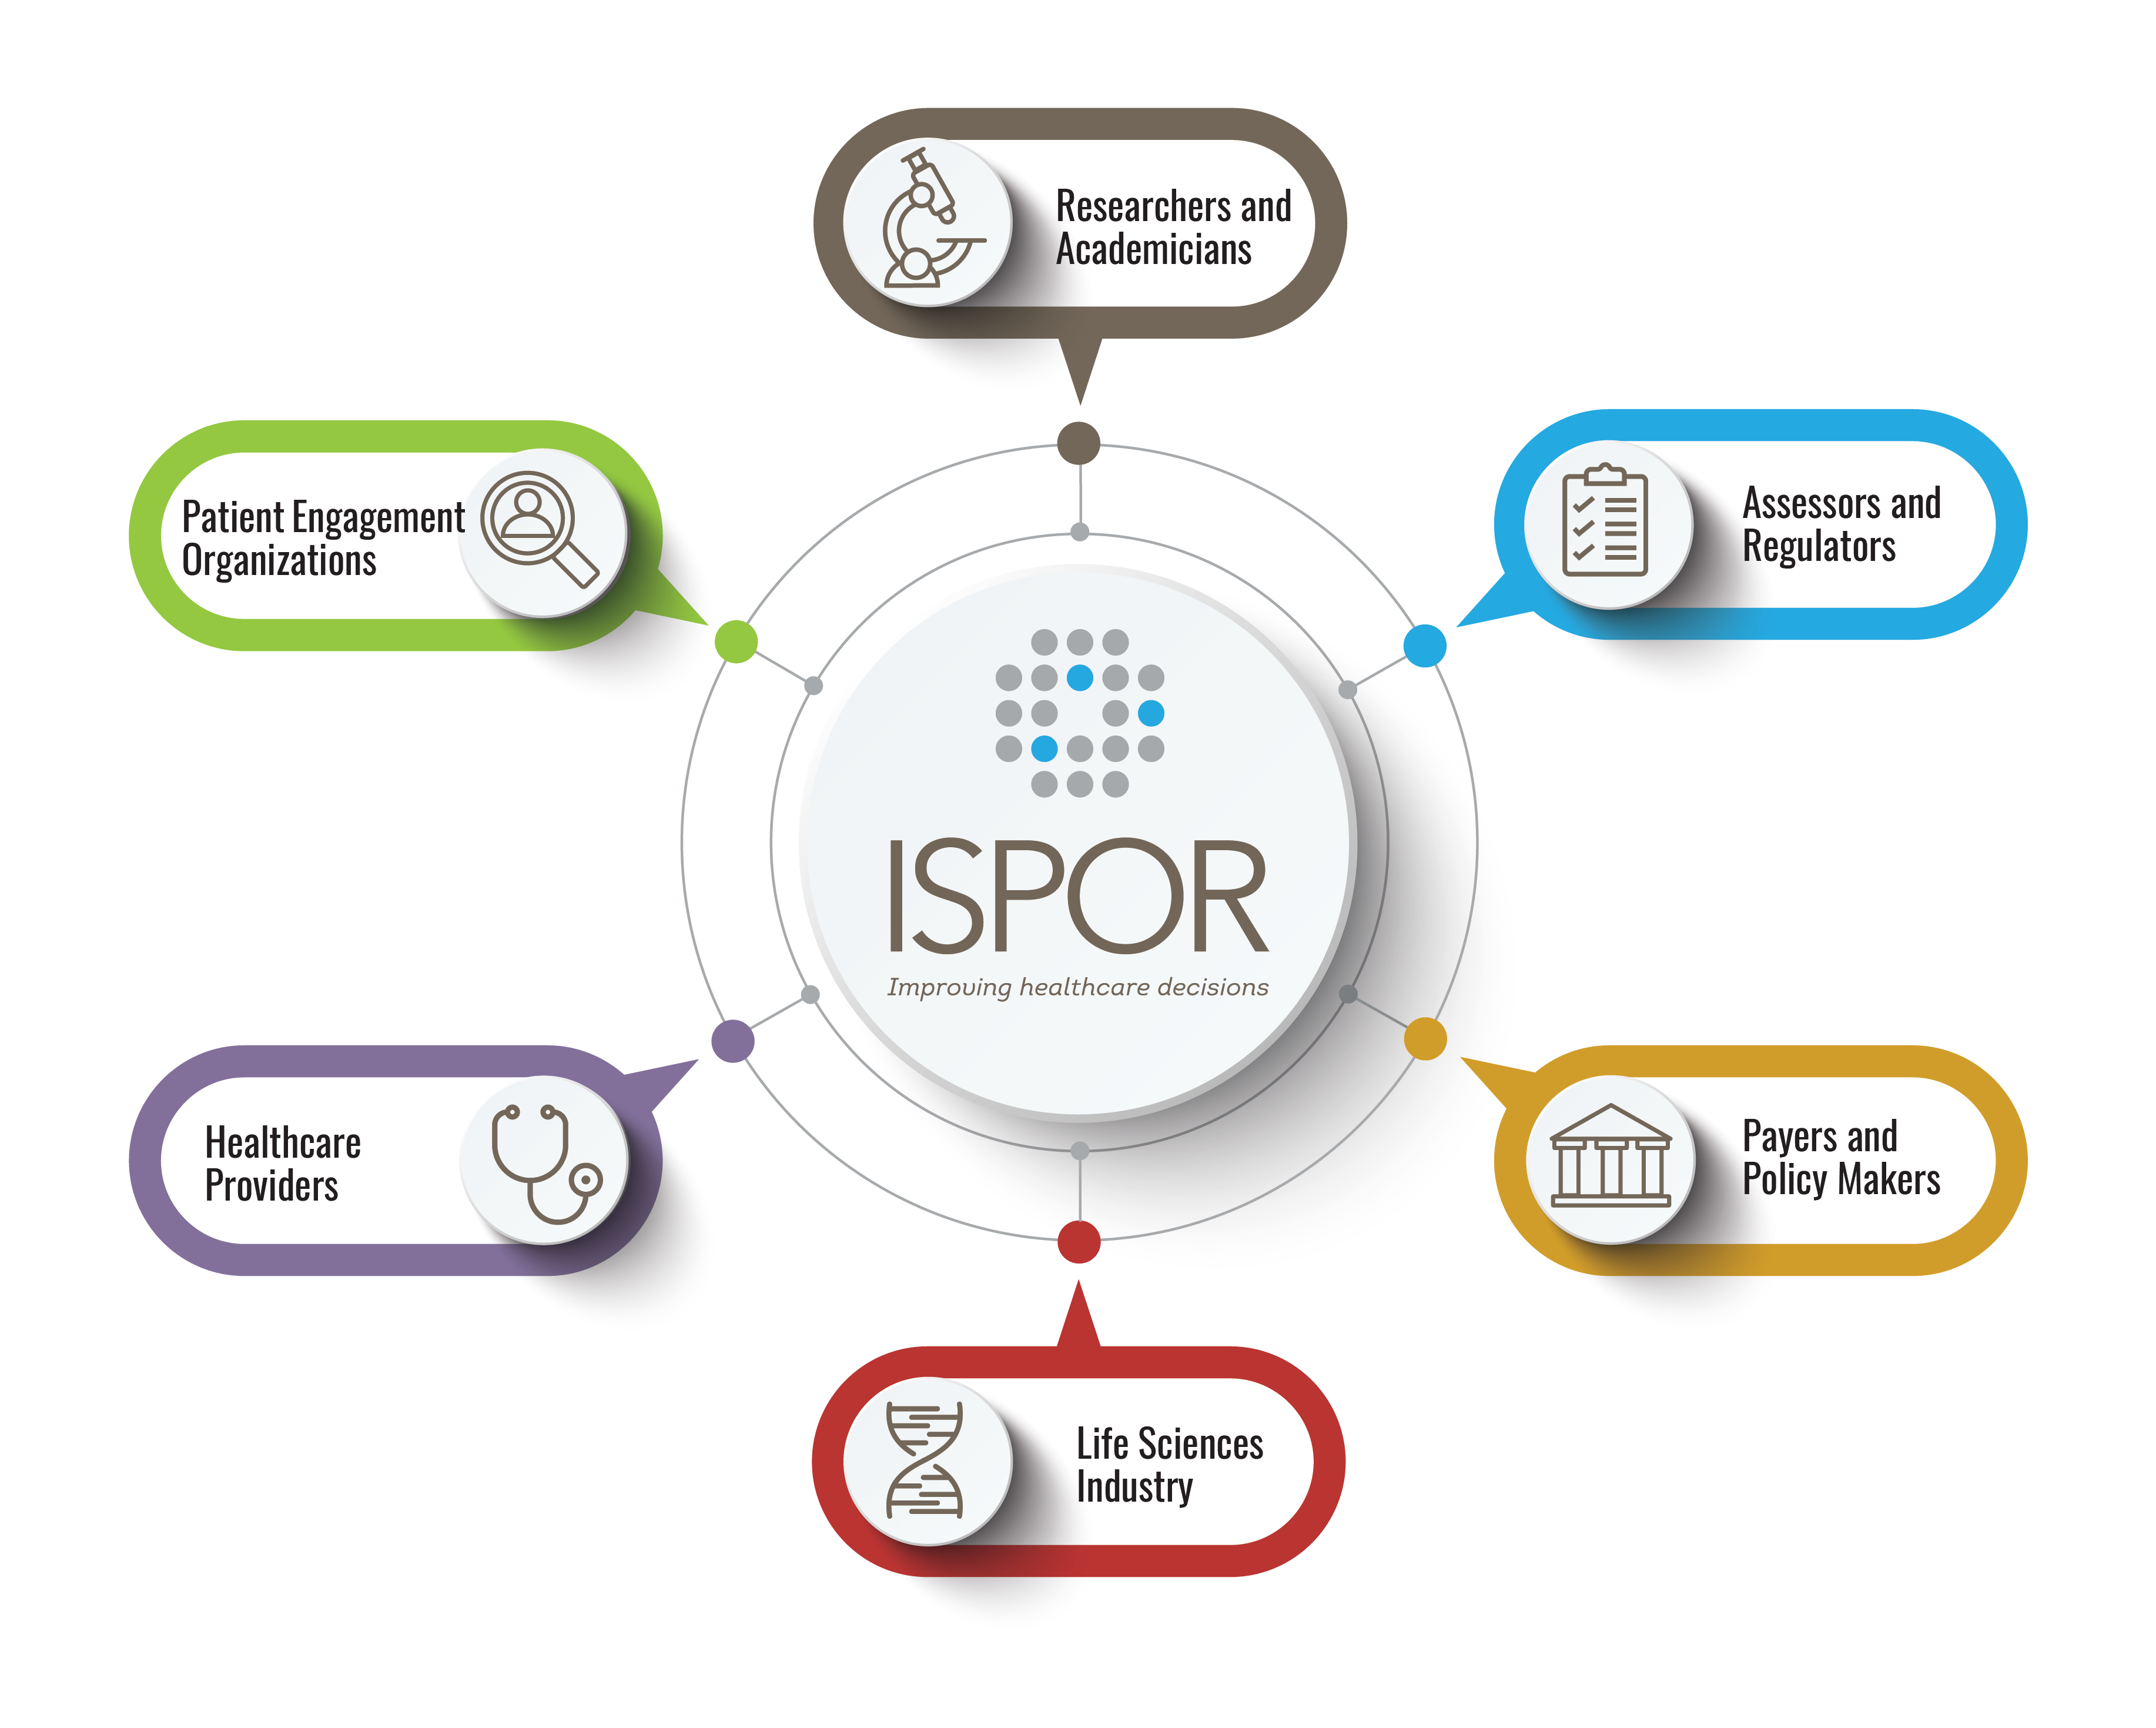 Researchers and
Academicians
Patient Engagement
Organizations
Assessors and
Regulators
ISPOR
Improving healthcare decisions
Healthcare
Providers
Payers and
Policy Makers
Life Sciences
Industry